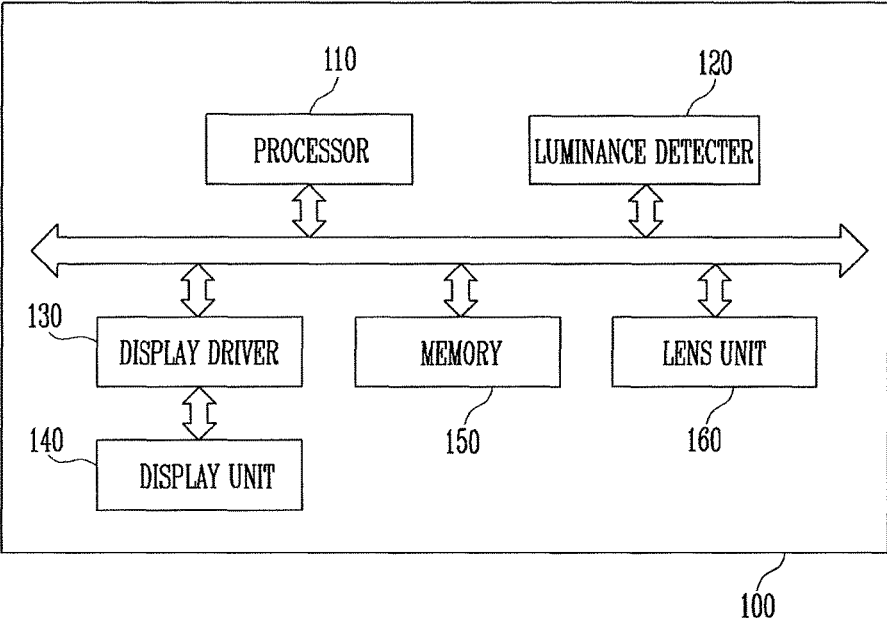 110
120
PROCESSOR
LUMINANCE DETECTER
130
DISPLAY DRIVER
MEMORY
LENS UNIT
140
150
160
DISPLAY UNIT
100